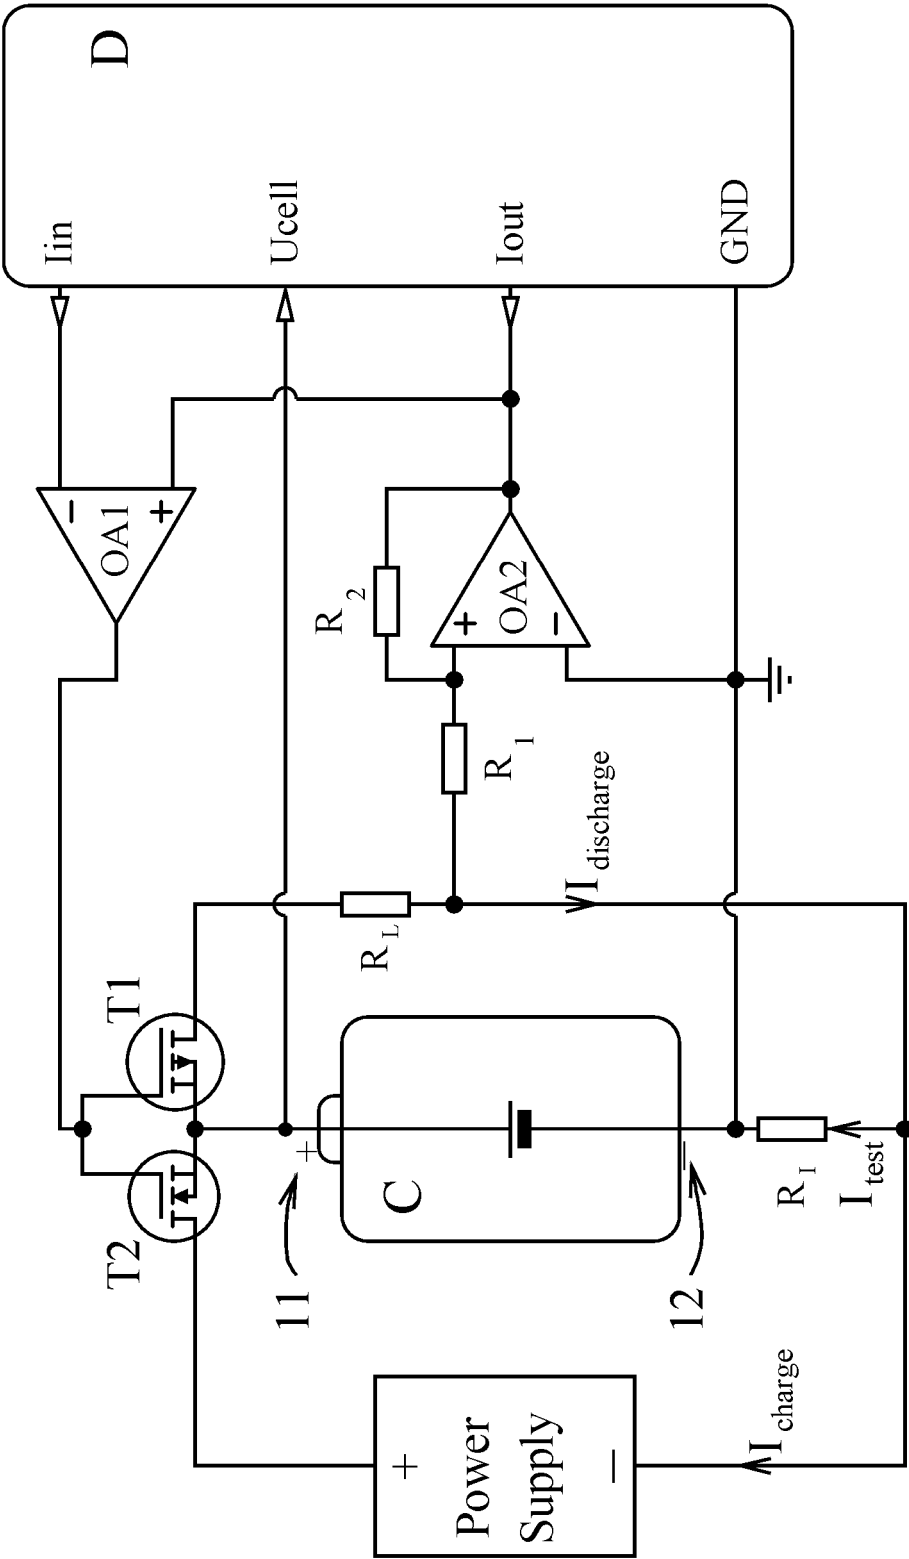 D
Iin
Ucell
Iout
GND
OA1
−
+
OA2
+
−
R2
R1
Idischarge
RL
T1
T2
+
11
C
−
12
RI
Itest
Power
Supply
+
−
Icharge